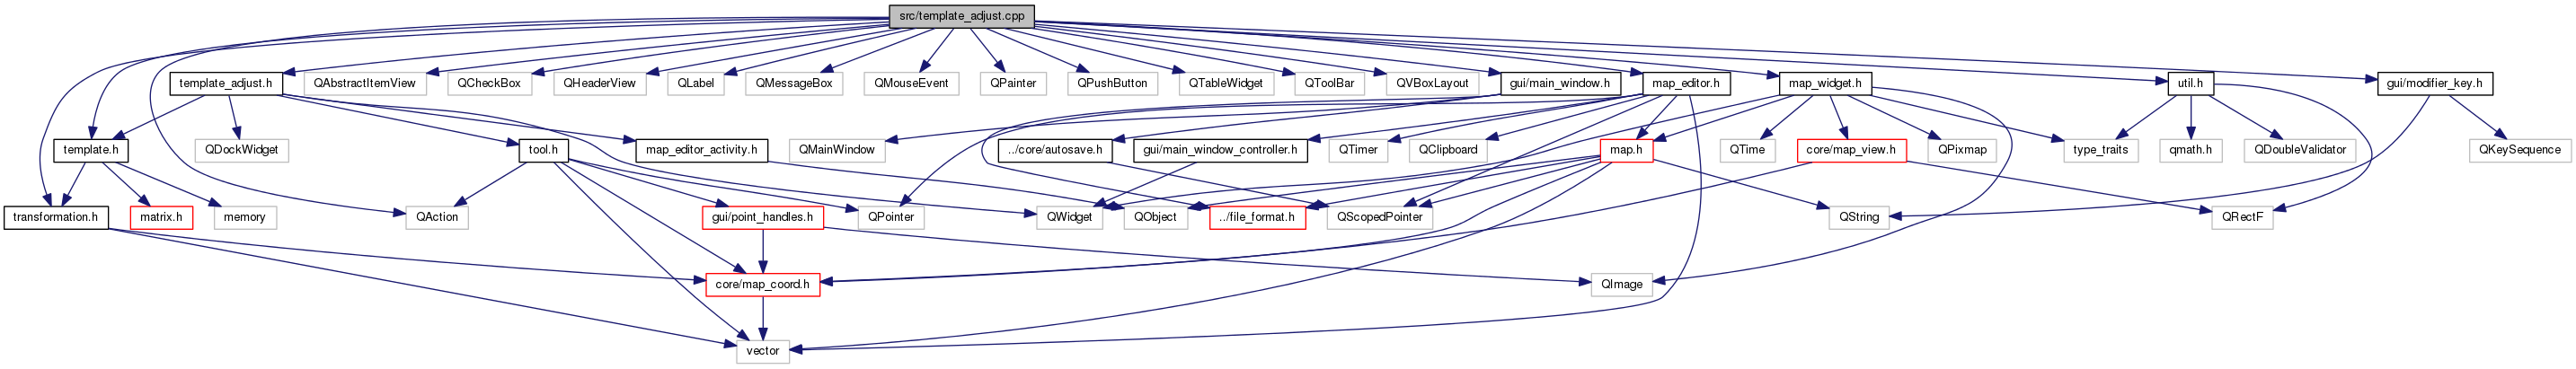 src/template_adjust.cpp
template_adjust.h
QAbstractItemView
QCheckBox
QHeaderView
QLabel
QMessageBox
QMouseEvent
QPainter
QPushButton
QTableWidget
QToolBar
QVBoxLayout
gui/main_window.h
map_editor.h
map_widget.h
util.h
gui/modifier_key.h
template.h
QDockWidget
tool.h
map_editor_activity.h
QMainWindow
../core/autosave.h
gui/main_window_controller.h
QTimer
QClipboard
map.h
QTime
core/map_view.h
QPixmap
type_traits
qmath.h
QDoubleValidator
QKeySequence
transformation.h
matrix.h
memory
QAction
gui/point_handles.h
QPointer
QWidget
QObject
../file_format.h
QScopedPointer
QString
QRectF
core/map_coord.h
QImage
vector